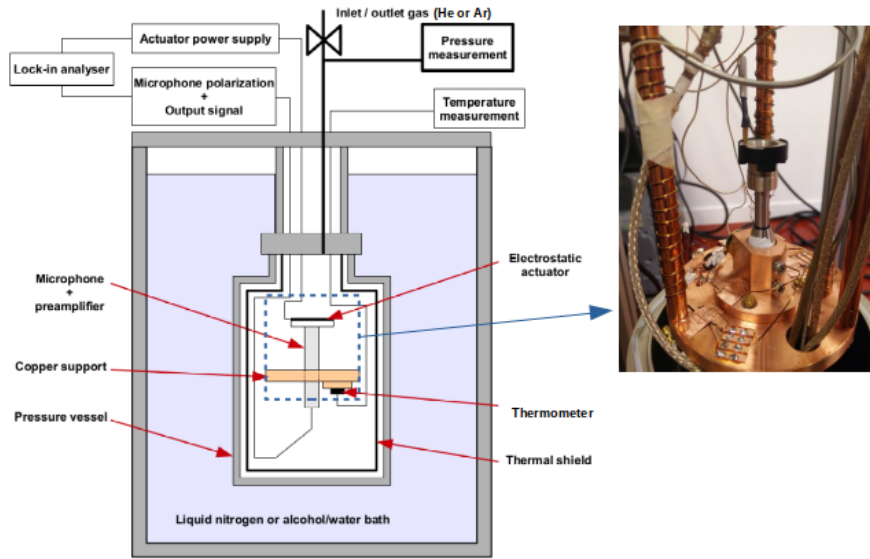 Inlet / outlet gas (He or Ar)
Actuator power supply
Pressure
measurement
Lock-in analyser
Microphone polarization
+
Output signal
Temperature
measurement
Microphone
+
preamplifier
Electrostatic
actuator
Copper support
Pressure vessel
Thermometer
Thermal shield
Liquid nitrogen or alcohol/water bath